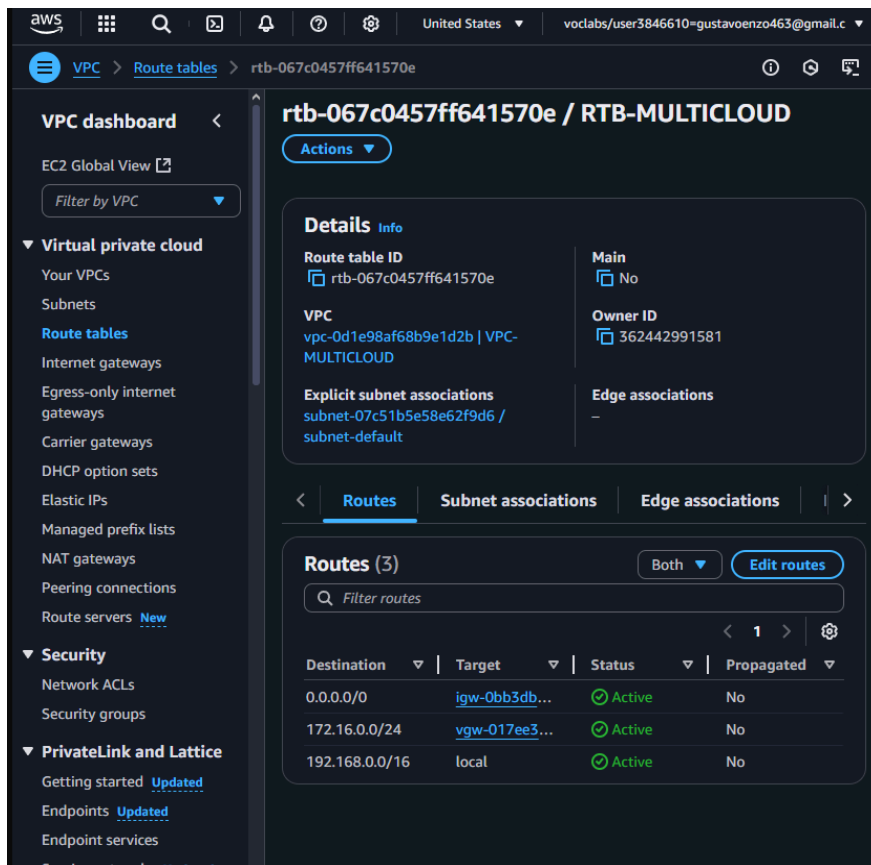 aws
United States
voclabs/user3846610=gustavoenzo463@gmail.c
VPC > Route tables > rtb-067c0457ff641570e
VPC dashboard
EC2 Global View
Filter by VPC
Virtual private cloud
Your VPCs
Subnets
Route tables
Internet gateways
Egress-only internet
gateways
Carrier gateways
DHCP option sets
Elastic IPs
Managed prefix lists
NAT gateways
Peering connections
Route servers New
Security
Network ACLs
Security groups
PrivateLink and Lattice
Getting started Updated
Endpoints Updated
Endpoint services
rtb-067c0457ff641570e / RTB-MULTICLOUD
Actions
Details Info
Route table ID
rtb-067c0457ff641570e
Main
No
VPC
vpc-0d1e98af68b9e1d2b | VPC-
MULTICLOUD
Owner ID
362442991581
Explicit subnet associations
subnet-07c51b5e58e62f9d6 /
subnet-default
Edge associations
–
Routes Subnet associations Edge associations
Routes (3)
Both
Edit routes
Filter routes
1
Destination Target Status Propagated
0.0.0.0/0 igw-0bb3db... Active No
172.16.0.0/24 vgw-017ee3... Active No
192.168.0.0/16 local Active No